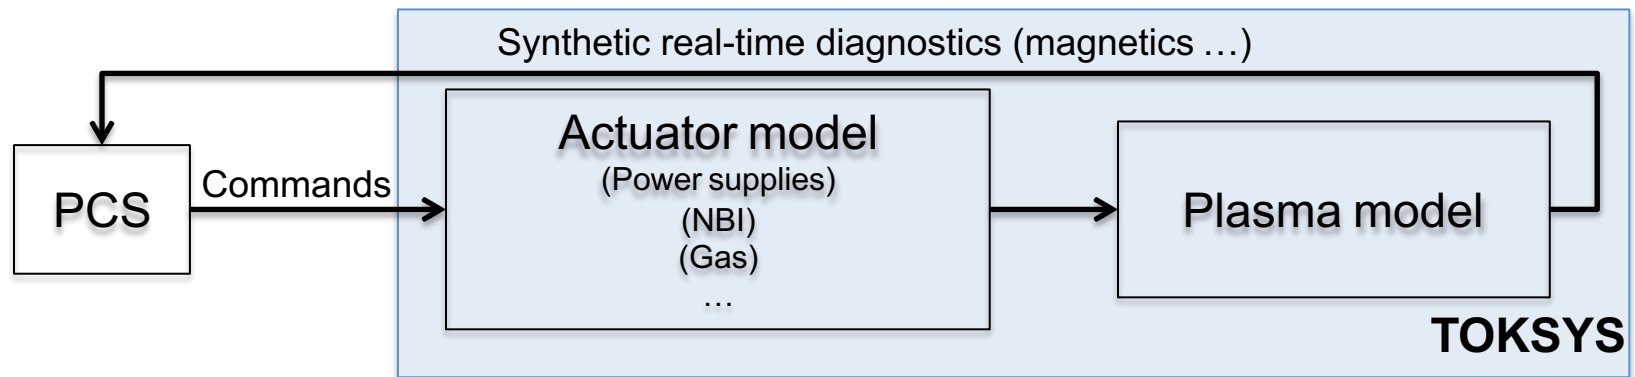 Synthetic real-time diagnostics (magnetics …)
PCS
Commands
Actuator model
(Power supplies)
(NBI)
(Gas)
…
Plasma model
TOKSYS